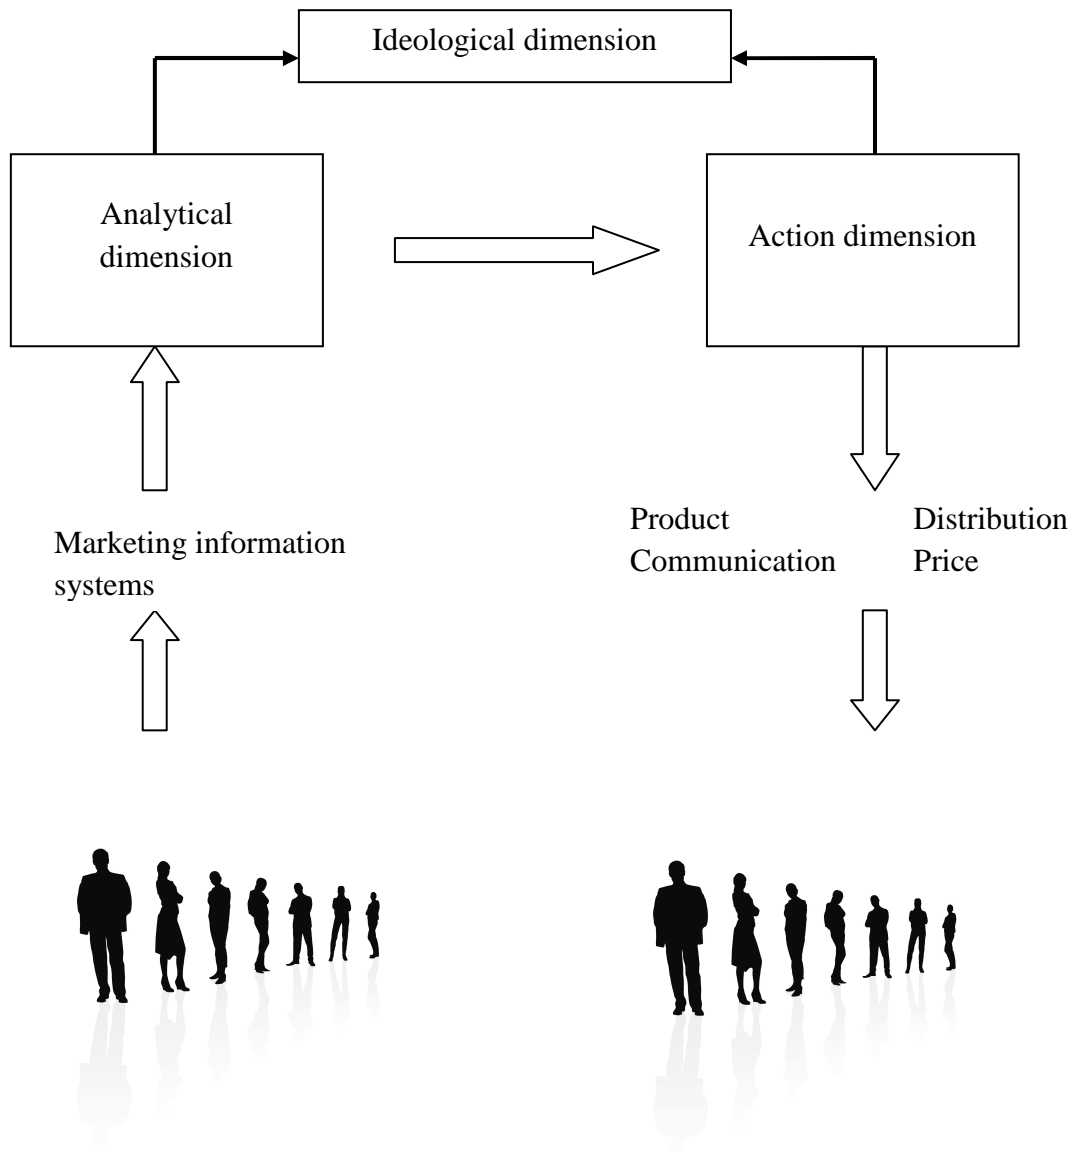 Ideological dimension
Analytical
dimension
Action dimension
Marketing information
systems
Product
Communication
Distribution
Price